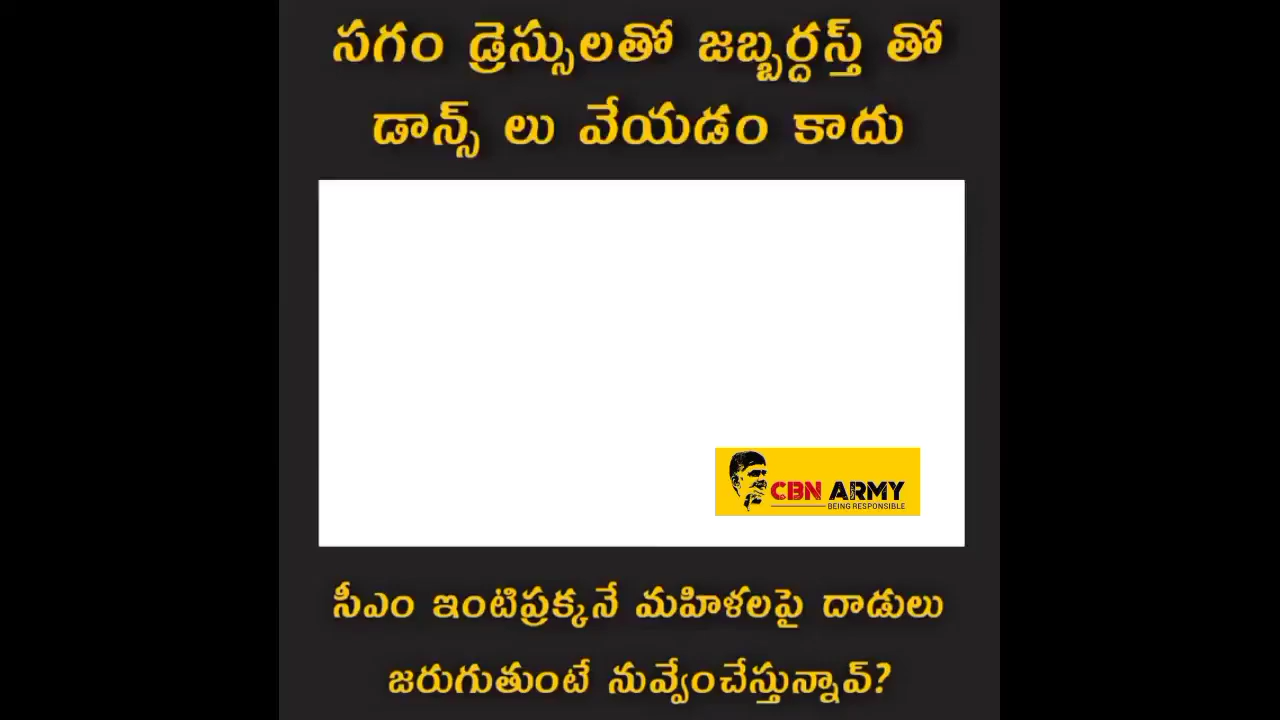 సగం డ్రెస్సులతో జబ్బర్దస్త్ తో
డాన్స్ లు వేయడం కాదు
CBN ARMY
BEING RESPONSIBLE
సీఎం ఇంటిప్రక్కనే మహిళలపై దాడులు
జరుగుతుంటే నువ్వేంచేస్తున్నావ్?